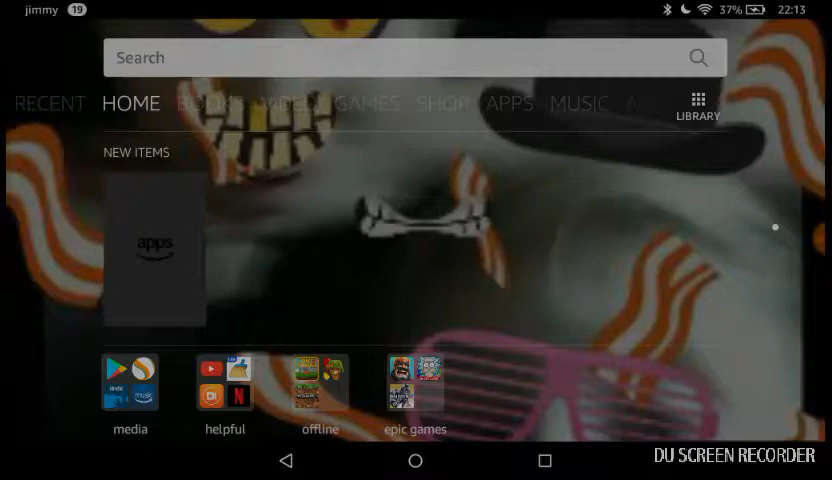 jimmy 19 37% 22:13
Search
RECENT HOME BOOKS VIDEO GAMES SHOP APPS MUSIC A
LIBRARY
NEW ITEMS
apps
music
media helpful offline epic games
DU SCREEN RECORDER